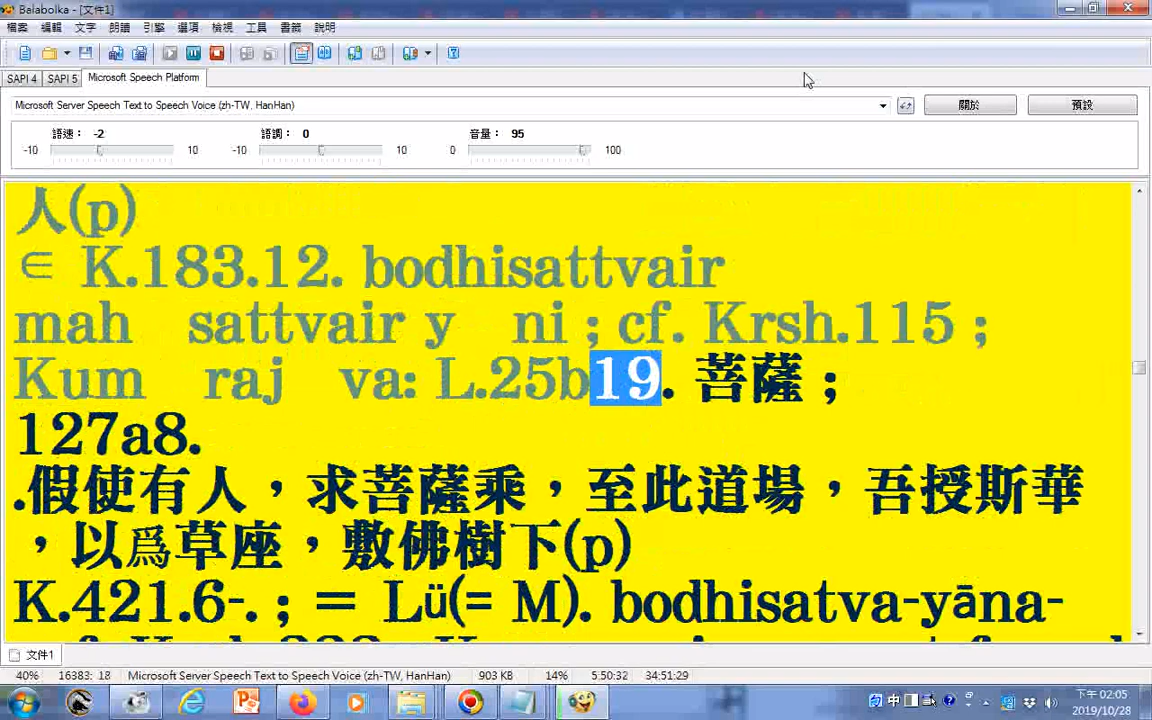 Balabolka - [文件1]
檔案 編輯 文字 朗讀 引擎 選項 檢視 工具 書籤 說明
SAPI 4 SAPI 5 Microsoft Speech Platform
Microsoft Server Speech Text to Speech Voice (zh-TW, HanHan) 關於 預設
語速： -2 語調： 0 音量： 95
-10 10 -10 10 0 100
人(p)
∈ K.183.12. bodhisattvair
mah sattvair y ni ; cf. Krsh.115 ;
Kum raj va: L.25b19. 菩薩 ;
127a8.
.假使有人，求菩薩乘，至此道場，吾授斯華
，以爲草座，敷佛樹下(p)
K.421.6-. ; = Lü(= M). bodhisatva-yāna-
文件1
40% 16383: 18 Microsoft Server Speech Text to Speech Voice (zh-TW, HanHan) 903 KB 14% 5:50:32 34:51:29
中
下午 02:05
2019/10/28